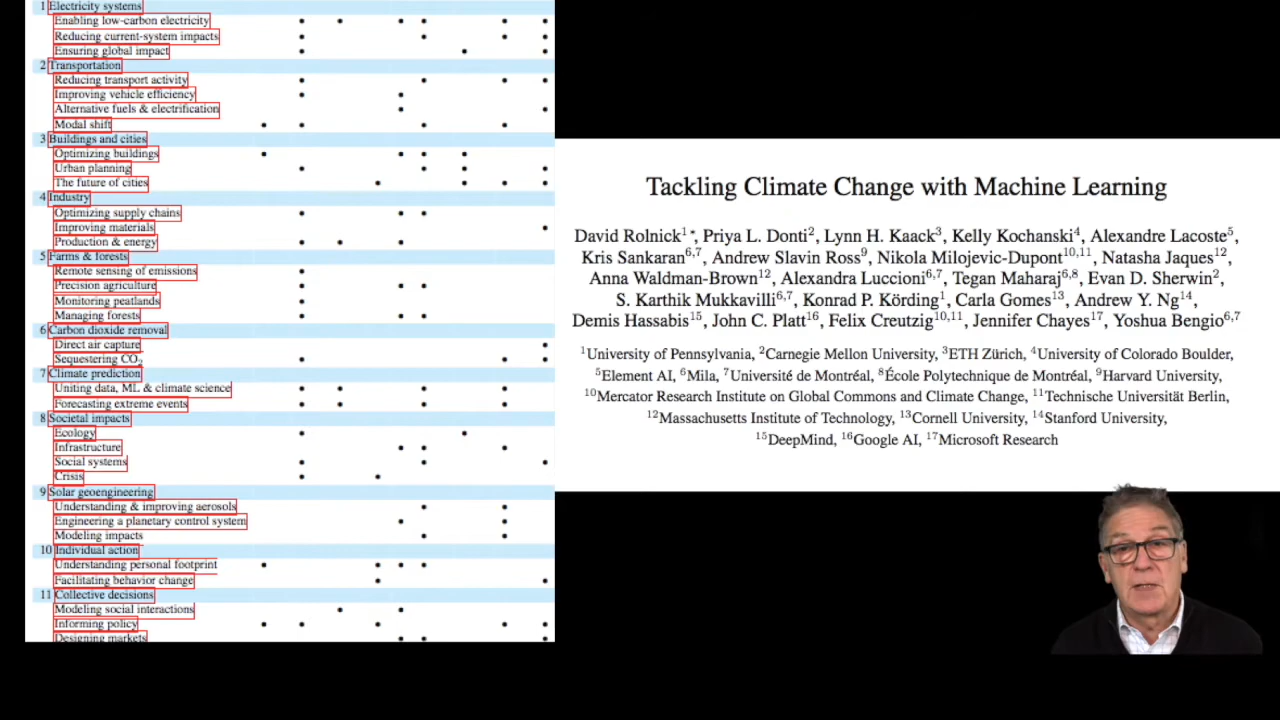 1 Electricity systems
Enabling low-carbon electricity
Reducing current-system impacts
Ensuring global impact
2 Transportation
Reducing transport activity
Improving vehicle efficiency
Alternative fuels & electrification
Modal shift
3 Buildings and cities
Optimizing buildings
Urban planning
The future of cities
4 Industry
Optimizing supply chains
Improving materials
Production & energy
5 Farms & forests
Remote sensing of emissions
Precision agriculture
Monitoring peatlands
Managing forests
6 Carbon dioxide removal
Direct air capture
Sequestering CO₂
7 Climate prediction
Uniting data, ML & climate science
Forecasting extreme events
8 Societal impacts
Ecology
Infrastructure
Social systems
Crisis
9 Solar geoengineering
Understanding & improving aerosols
Engineering a planetary control system
Modeling impacts
10 Individual action
Understanding personal footprint
Facilitating behavior change
11 Collective decisions
Modeling social interactions
Informing policy
Designing markets
Tackling Climate Change with Machine Learning
David Rolnick¹*, Priya L. Donti², Lynn H. Kaack³, Kelly Kochanski⁴, Alexandre Lacoste⁵,
Kris Sankaran⁶,⁷, Andrew Slavin Ross⁹, Nikola Milojevic-Dupont¹⁰,¹¹, Natasha Jaques¹²,
Anna Waldman-Brown¹², Alexandra Luccioni⁶,⁷, Tegan Maharaj⁶,⁸, Evan D. Sherwin²,
S. Karthik Mukkavilli⁶,⁷, Konrad P. Körding¹, Carla Gomes¹³, Andrew Y. Ng¹⁴,
Demis Hassabis¹⁵, John C. Platt¹⁶, Felix Creutzig¹⁰,¹¹, Jennifer Chayes¹⁷, Yoshua Bengio⁶,⁷
¹University of Pennsylvania, ²Carnegie Mellon University, ³ETH Zürich, ⁴University of Colorado Boulder,
⁵Element AI, ⁶Mila, ⁷Université de Montréal, ⁸École Polytechnique de Montréal, ⁹Harvard University,
¹⁰Mercator Research Institute on Global Commons and Climate Change, ¹¹Technische Universität Berlin,
¹²Massachusetts Institute of Technology, ¹³Cornell University, ¹⁴Stanford University,
¹⁵DeepMind, ¹⁶Google AI, ¹⁷Microsoft Research